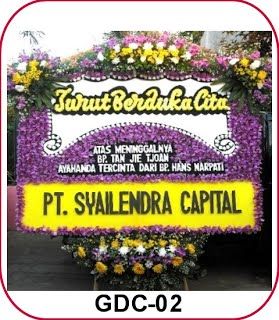 Turut Berduka Cita
ATAS MENINGGALNYA
BP. TAN JIE TJOAN
AYAHANDA TERCINTA DARI BP. HANS NARPATI
PT. SYAILENDRA CAPITAL
GDC-02